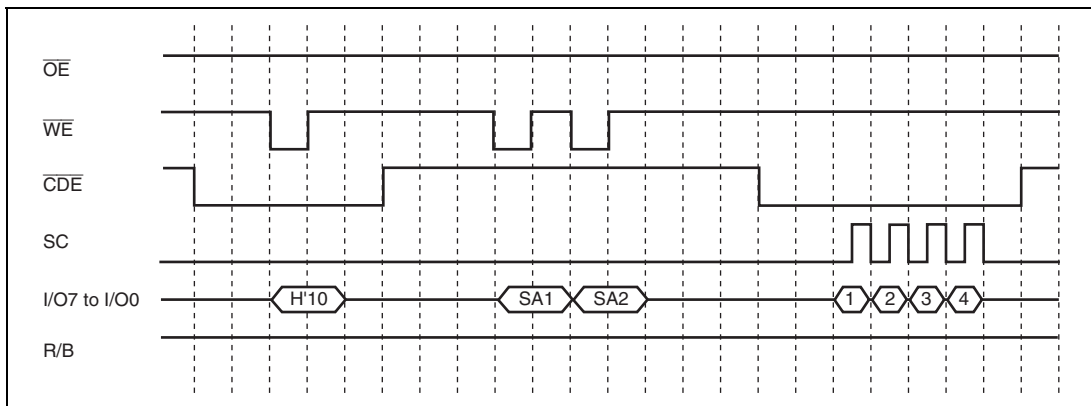 OE
WE
CDE
SC
I/O7 to I/O0 H'10 SA1 SA2 1 2 3 4
R/B